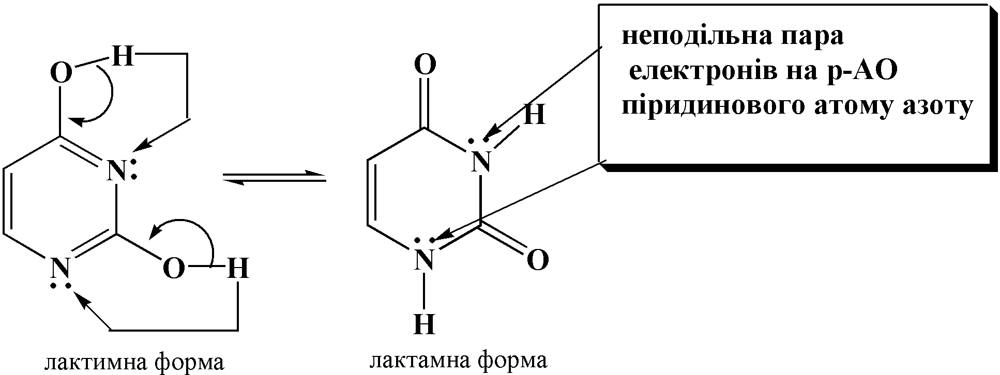 неподільна пара
електронів на р-АО
піридинового атому азоту
O
H
N
O
H
N
O
H
N
O
N
H
лактимна форма
лактамна форма